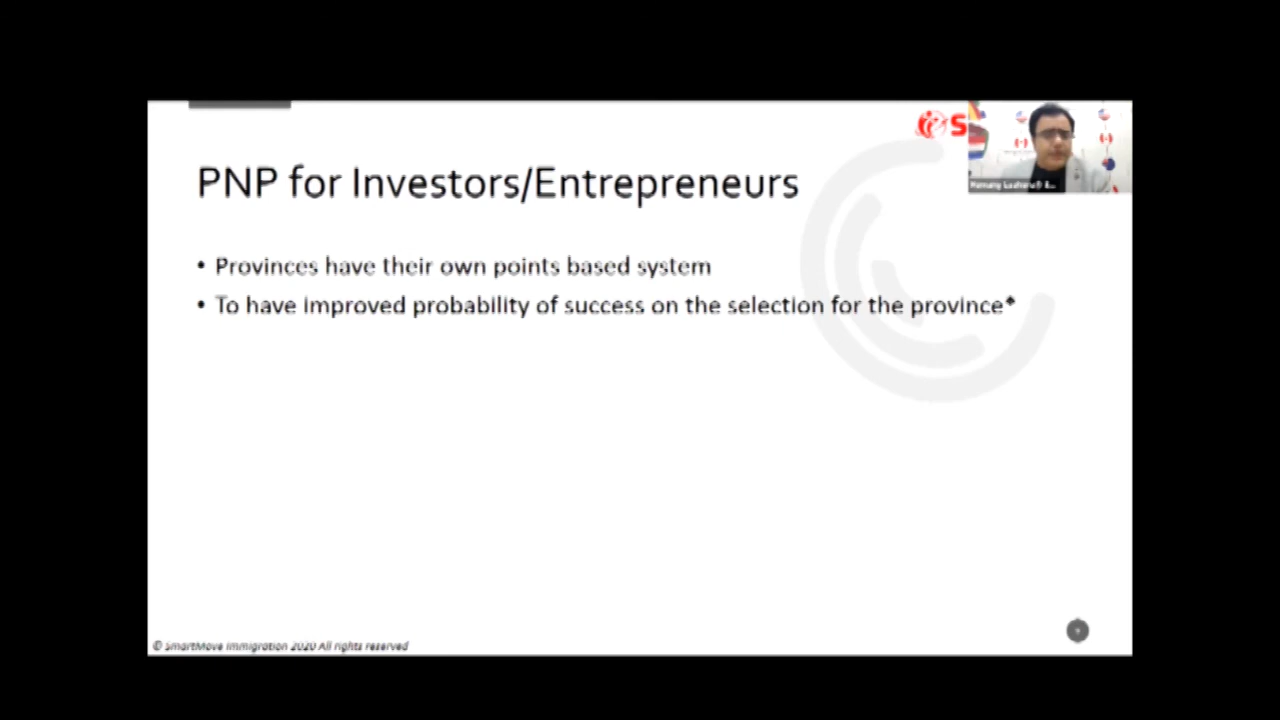 S
PNP for Investors/Entrepreneurs
• Provinces have their own points based system
• To have improved probability of success on the selection for the province*
© SmartMove Immigration 2020 All rights reserved